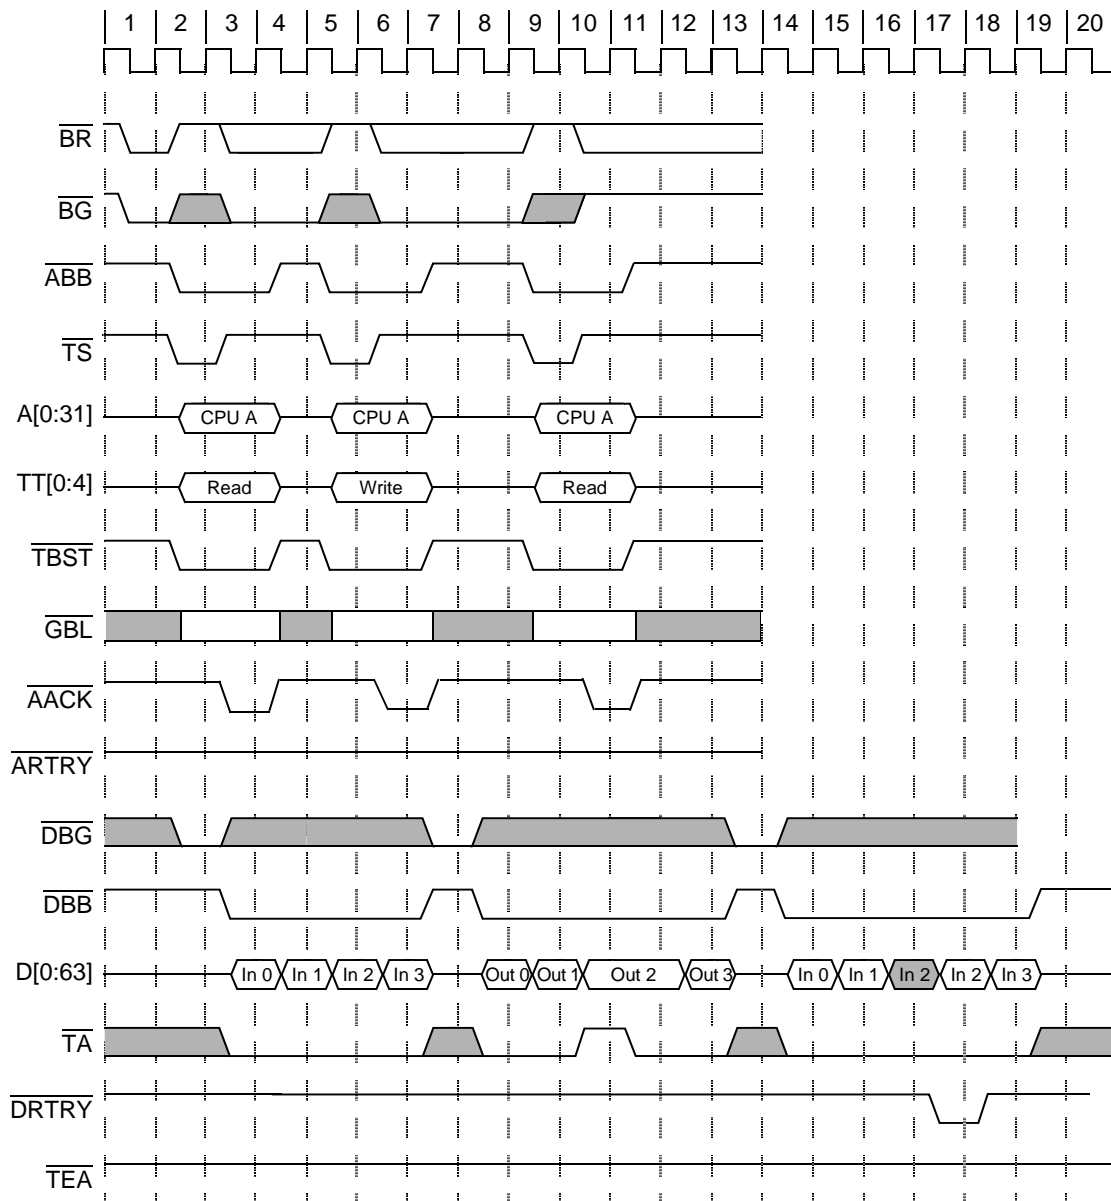 1 2 3 4 5 6 7 8 9 10 11 12 13 14 15 16 17 18 19 20
BR
BG
ABB
TS
A[0:31] CPU A CPU A CPU A
TT[0:4] Read Write Read
TBST
GBL
AACK
ARTRY
DBG
DBB
D[0:63] In 0 In 1 In 2 In 3 Out 0 Out 1 Out 2 Out 3 In 0 In 1 In 2 In 2 In 3
TA
DRTRY
TEA